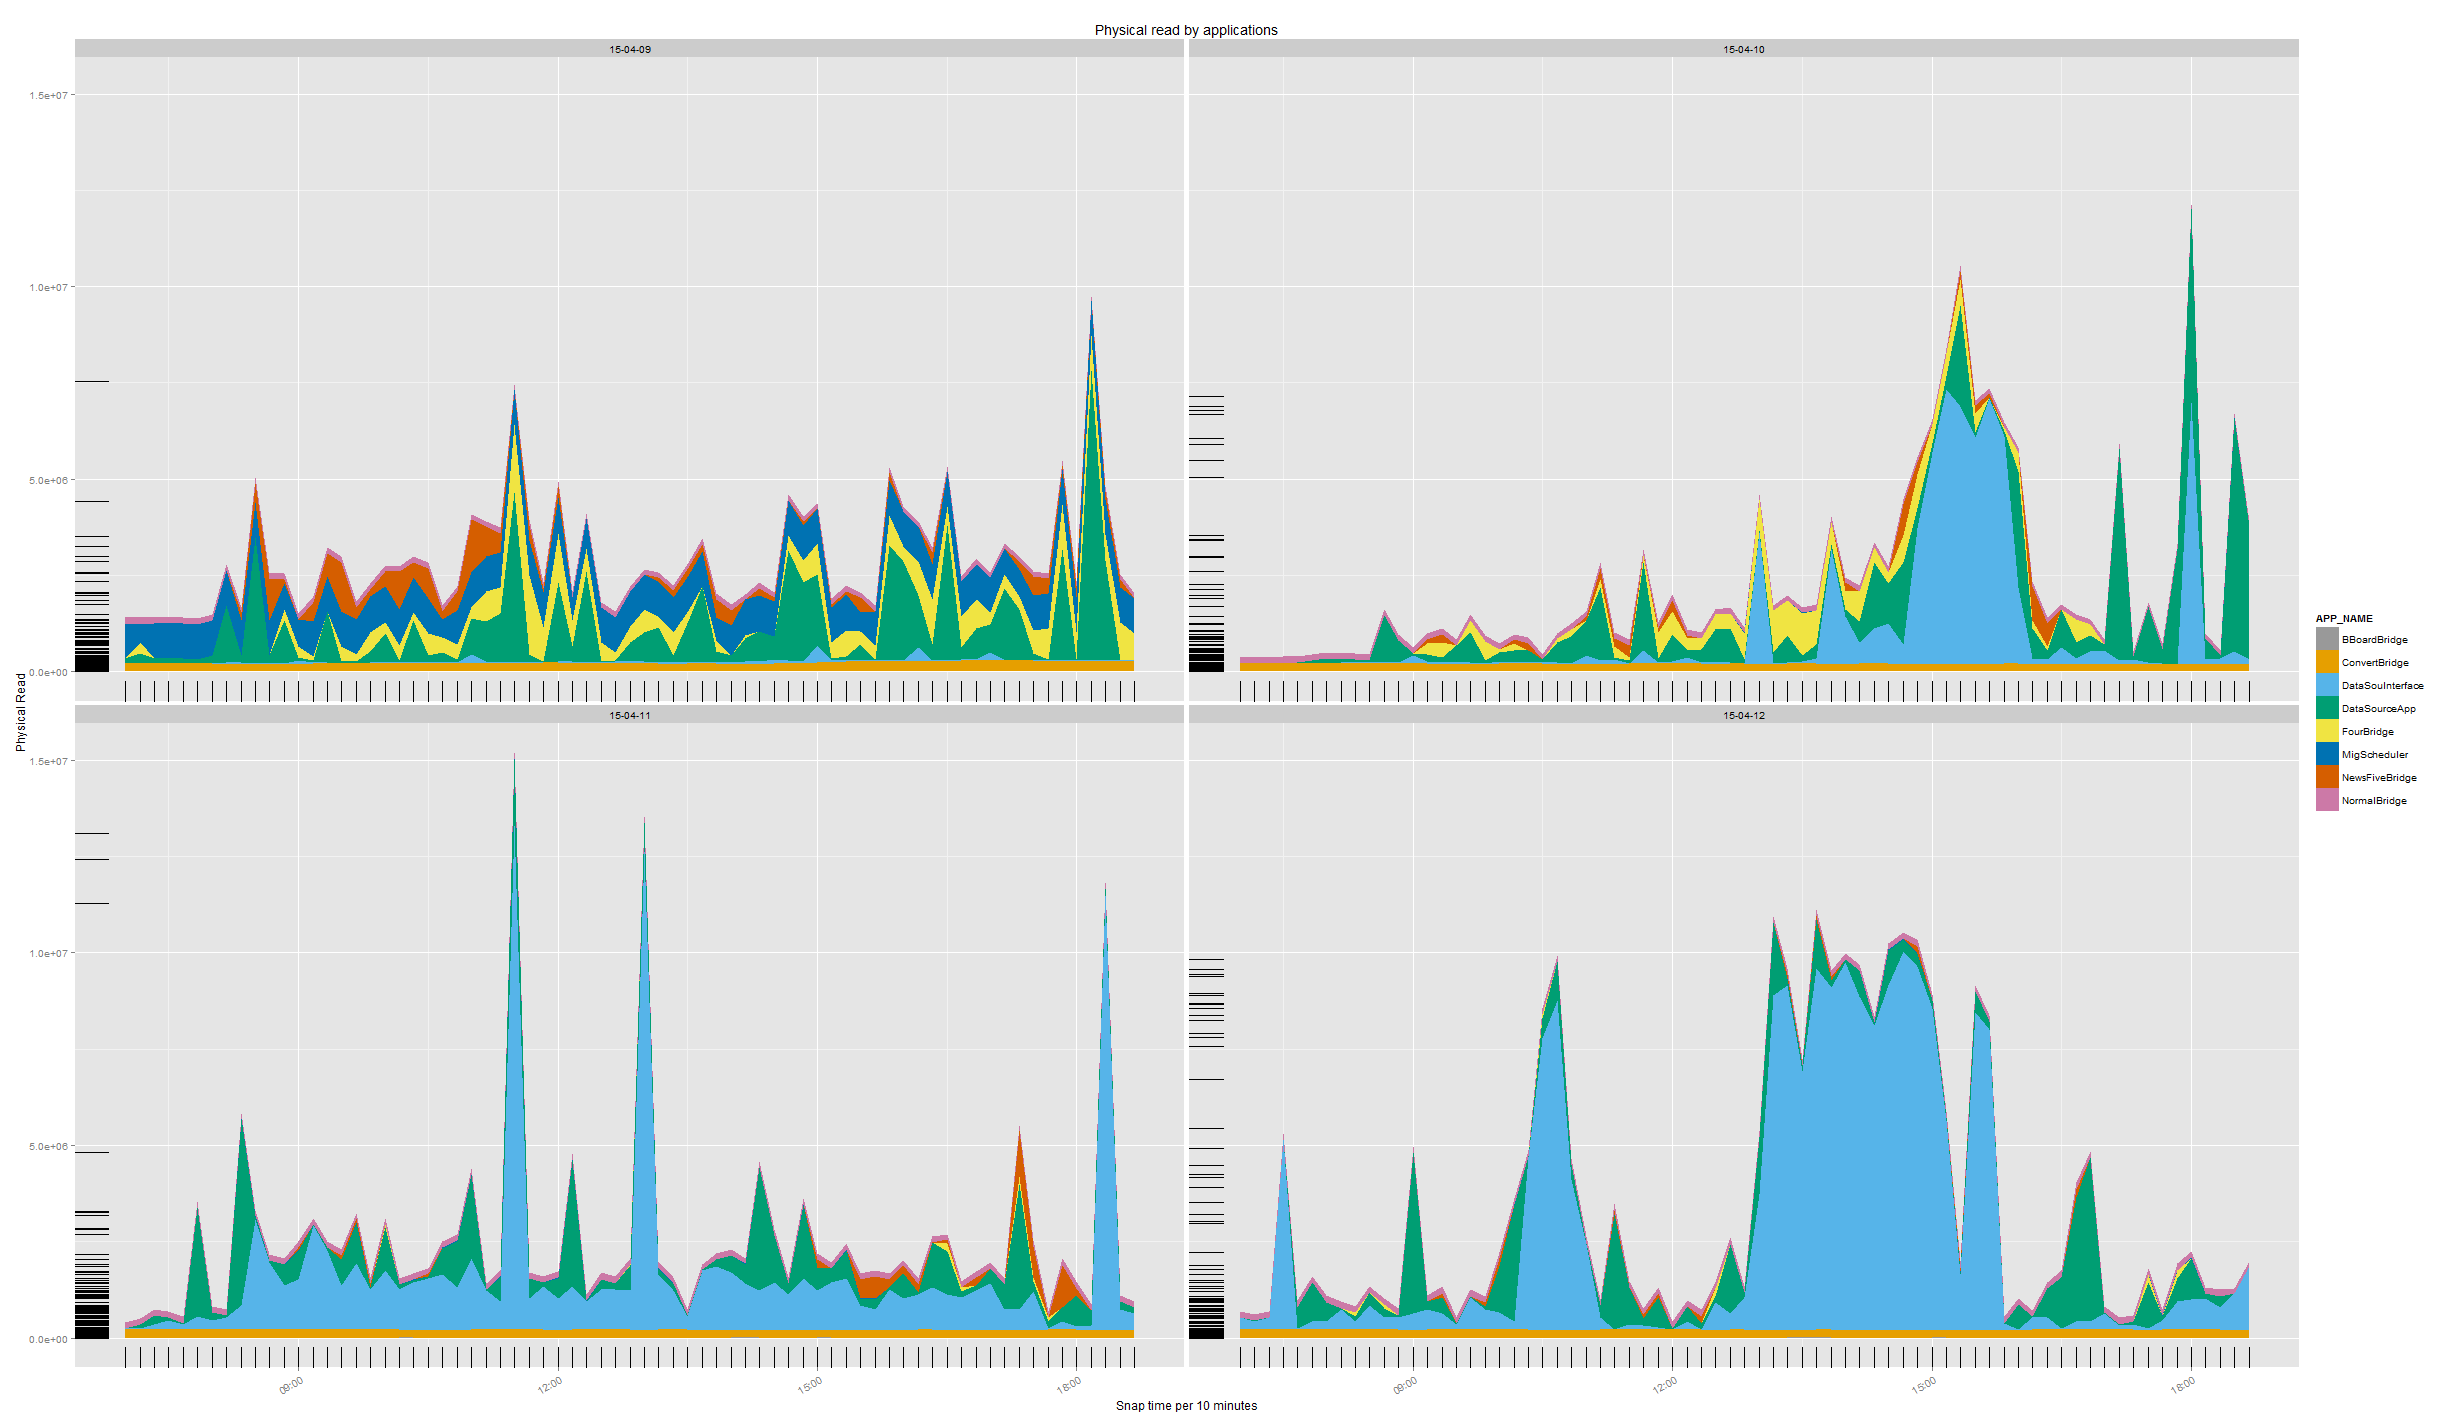 Physical read by applications
15-04-09
15-04-10
1.5e+07
1.0e+07
5.0e+06
0.0e+00
15-04-11
15-04-12
1.5e+07
1.0e+07
5.0e+06
0.0e+00
Physical Read
09:00
12:00
15:00
18:00
09:00
12:00
15:00
18:00
Snap time per 10 minutes
APP_NAME
BBoardBridge
ConvertBridge
DataSouInterface
DataSourceApp
FourBridge
MigScheduler
NewsFiveBridge
NormalBridge